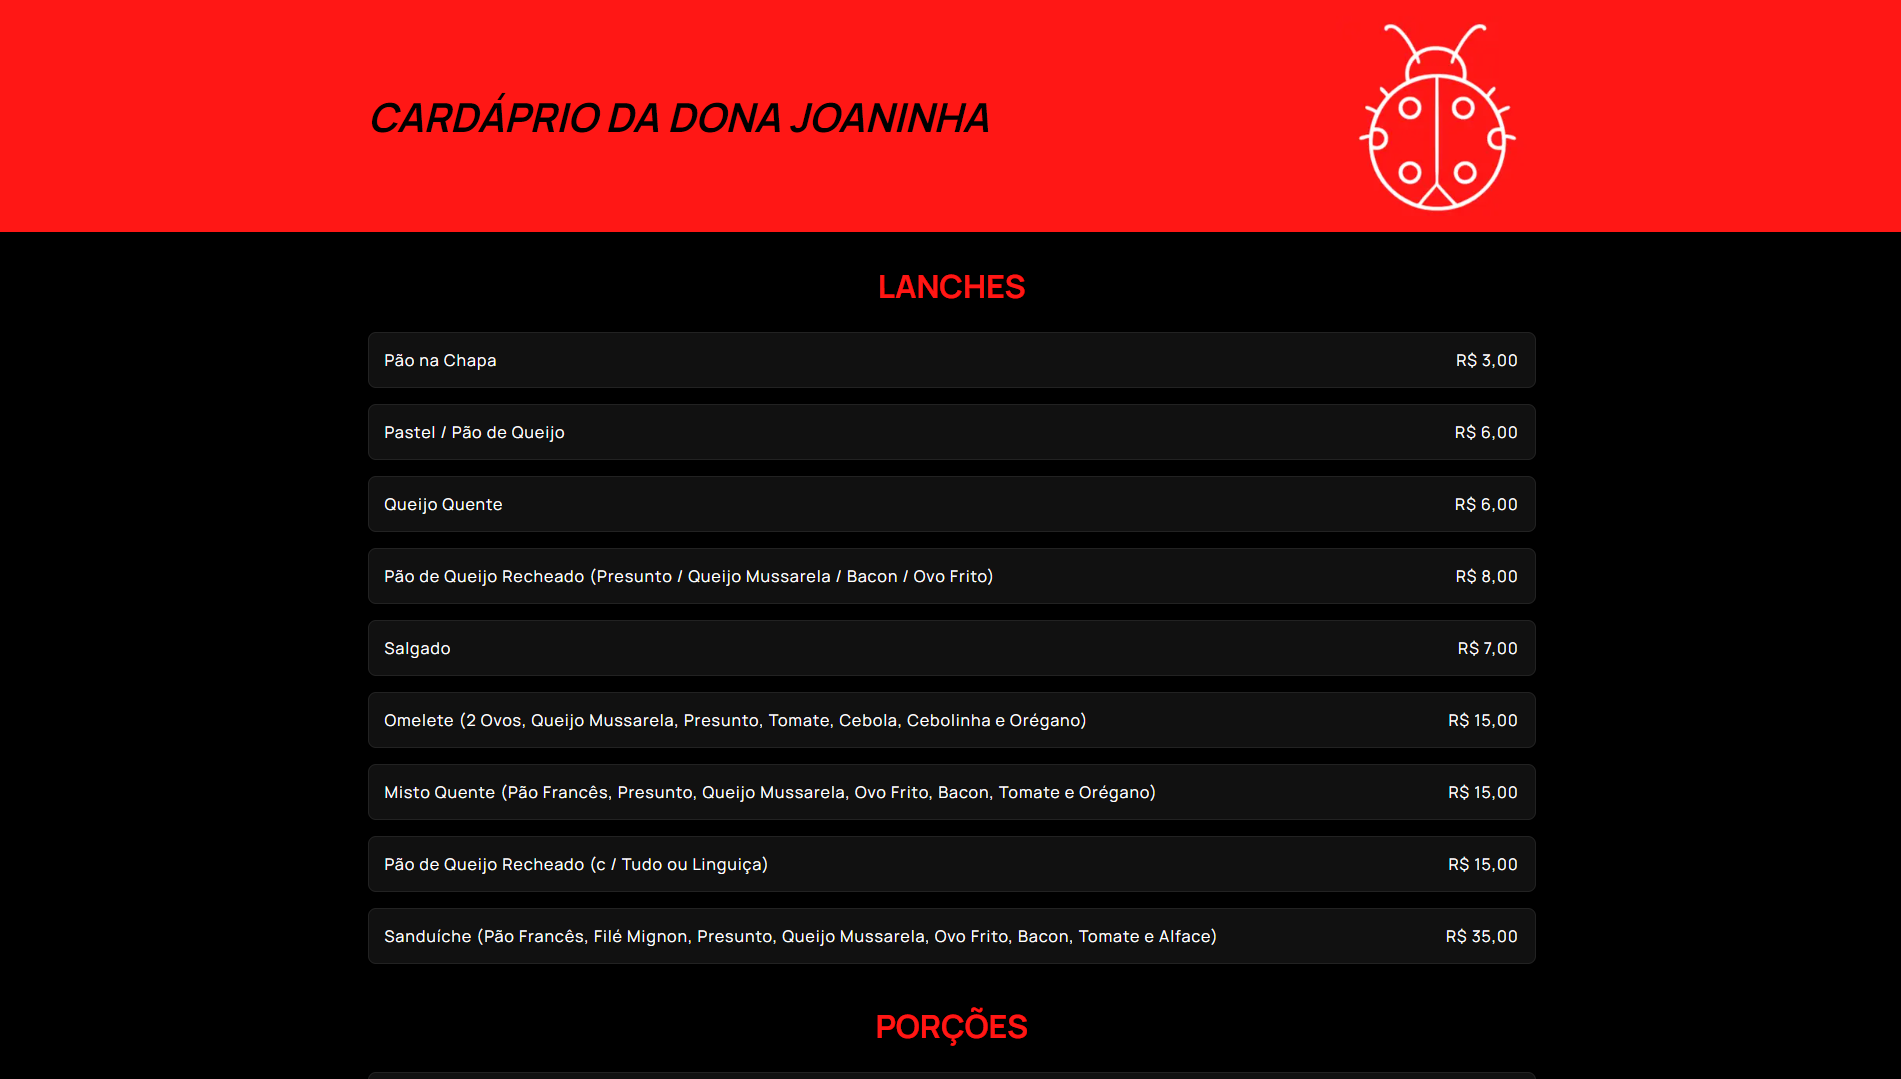 CARDÁPRIO DA DONA JOANINHA
LANCHES
Pão na Chapa R$ 3,00
Pastel / Pão de Queijo R$ 6,00
Queijo Quente R$ 6,00
Pão de Queijo Recheado (Presunto / Queijo Mussarela / Bacon / Ovo Frito) R$ 8,00
Salgado R$ 7,00
Omelete (2 Ovos, Queijo Mussarela, Presunto, Tomate, Cebola, Cebolinha e Orégano) R$ 15,00
Misto Quente (Pão Francês, Presunto, Queijo Mussarela, Ovo Frito, Bacon, Tomate e Orégano) R$ 15,00
Pão de Queijo Recheado (c / Tudo ou Linguiça) R$ 15,00
Sanduíche (Pão Francês, Filé Mignon, Presunto, Queijo Mussarela, Ovo Frito, Bacon, Tomate e Alface) R$ 35,00
PORÇÕES